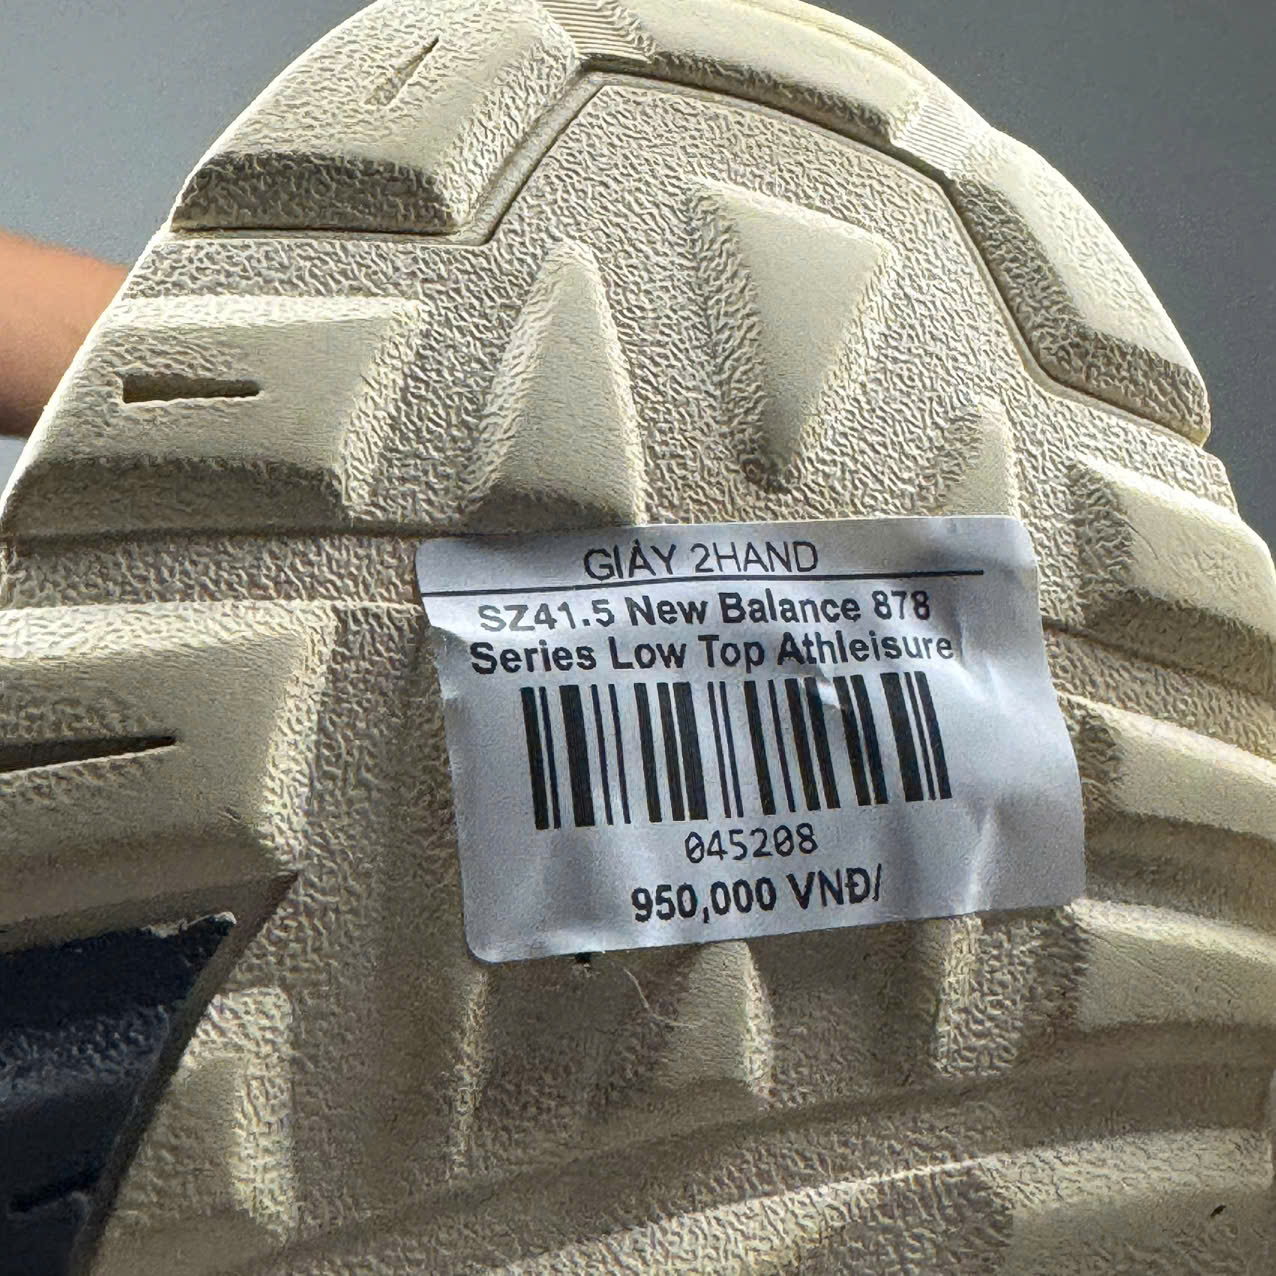 GIÀY 2HAND
SZ41.5 New Balance 878
Series Low Top Athleisure
045208
950,000 VNĐ/